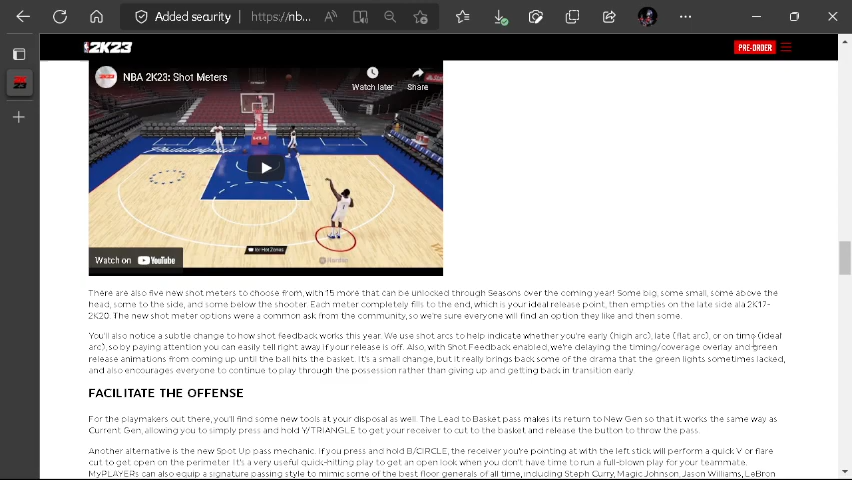 Added security
https://nb...
NBA 2K23
PRE-ORDER
NBA 2K23: Shot Meters
Watch later
Share
Watch on YouTube
There are also five new shot meters to choose from, with 15 more that can be unlocked through Seasons over the coming year! Some big, some small, some above the
head, some to the side, and some below the shooter. Each meter completely fills to the end, which is your ideal release point, then empties on the late side ala 2K17-
2K20. The new shot meter options were a common ask from the community, so we're sure everyone will find an option they like and then some.
You'll also notice a subtle change to how shot feedback works this year. We use shot arcs to help indicate whether you're early (high arc), late (flat arc), or on time (ideal
arc), so by paying attention you can easily tell right away if your release is off. Also, with Shot Feedback enabled, we're delaying the timing/coverage overlay and green
release animations from coming up until the ball hits the basket. It's a small change, but it really brings back some of the drama that the green lights sometimes lacked,
and also encourages everyone to continue to play through the possession rather than giving up and getting back in transition early.
FACILITATE THE OFFENSE
For the playmakers out there, you'll find some new tools at your disposal as well. The Lead to Basket pass makes its return to New Gen so that it works the same way as
Current Gen, allowing you to simply press and hold Y/TRIANGLE to get your receiver to cut to the basket and release the button to throw the pass.
Another alternative is the new Spot Up pass mechanic. If you press and hold B/CIRCLE, the receiver you're pointing at with the left stick will perform a quick V or flare
cut to get open on the perimeter. It's a very useful quick-hitting play to get an open look when you don't have time to run a full-blown play for your teammate.
MyPLAYERs can also equip a signature passing style to mimic some of the best floor generals of all time, including Steph Curry, Magic Johnson, Jason Williams, LeBron